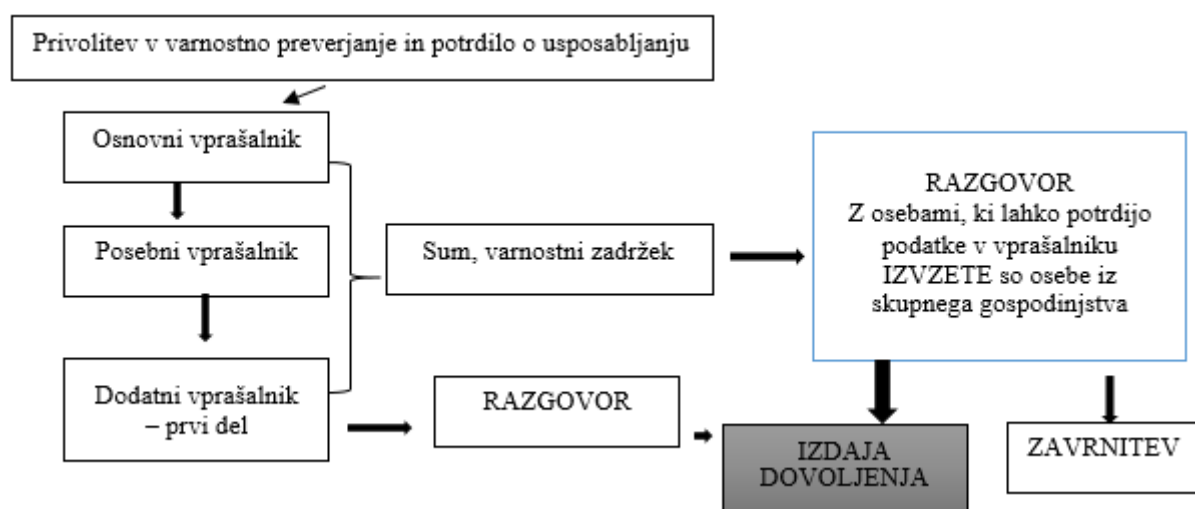 Privolitev v varnostno preverjanje in potrdilo o usposabljanju
Osnovni vprašalnik
Posebni vprašalnik
Dodatni vprašalnik
– prvi del
Sum, varnostni zadržek
RAZGOVOR
RAZGOVOR
Z osebami, ki lahko potrdijo
podatke v vprašalniku
IZVZETE so osebe iz
skupnega gospodinjstva
IZDAJA
DOVOLJENJA
ZAVRNITEV